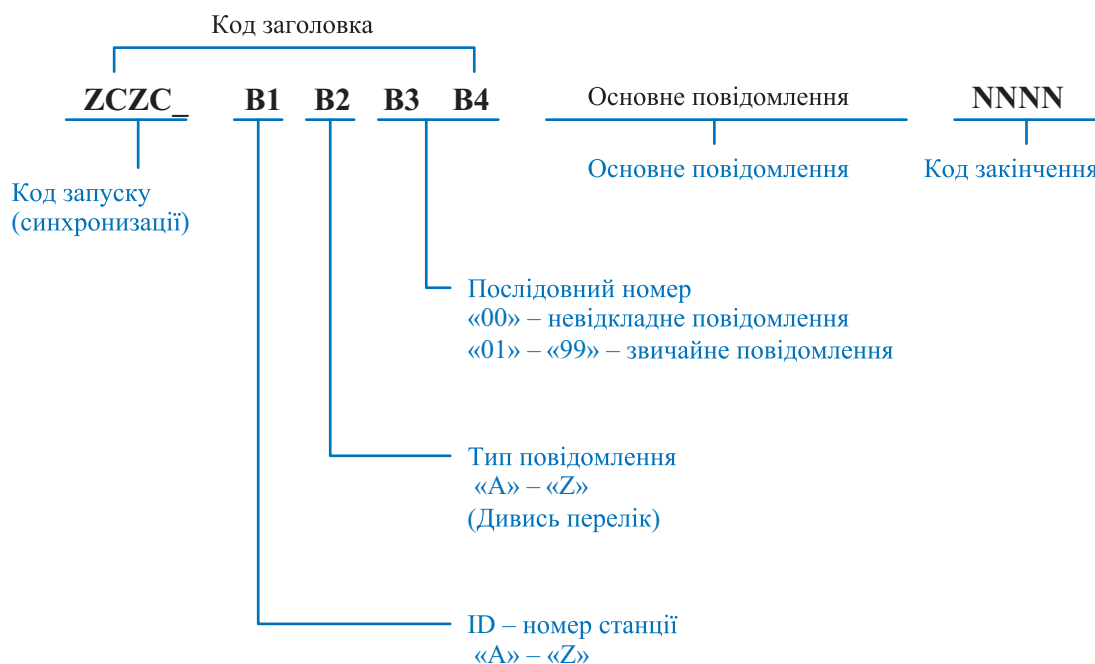 Код заголовка
ZCZC_ B1 B2 B3 B4 Основне повідомлення NNNN
Основне повідомлення Код закінчення
Код запуску
(синхронизації)
Послідовний номер
«00» – невідкладне повідомлення
«01» – «99» – звичайне повідомлення
Тип повідомлення
«A» – «Z»
(Дивись перелік)
ID – номер станції
«A» – «Z»